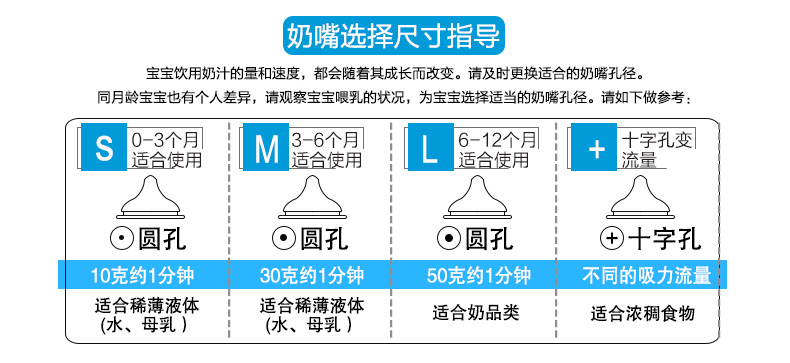 奶嘴选择尺寸指导
宝宝饮用奶汁的量和速度，都会随着其成长而改变。请及时更换适合的奶嘴孔径。
同月龄宝宝也有个人差异，请观察宝宝喂乳的状况，为宝宝选择适当的奶嘴孔径。请如下做参考：
S
0-3个月
适合使用
圆孔
10克约1分钟
适合稀薄液体
(水、母乳)
M
3-6个月
适合使用
圆孔
30克约1分钟
适合稀薄液体
(水、母乳)
L
6-12个月
适合使用
圆孔
50克约1分钟
适合奶品类
+
十字孔变
流量
十字孔
不同的吸力流量
适合浓稠食物